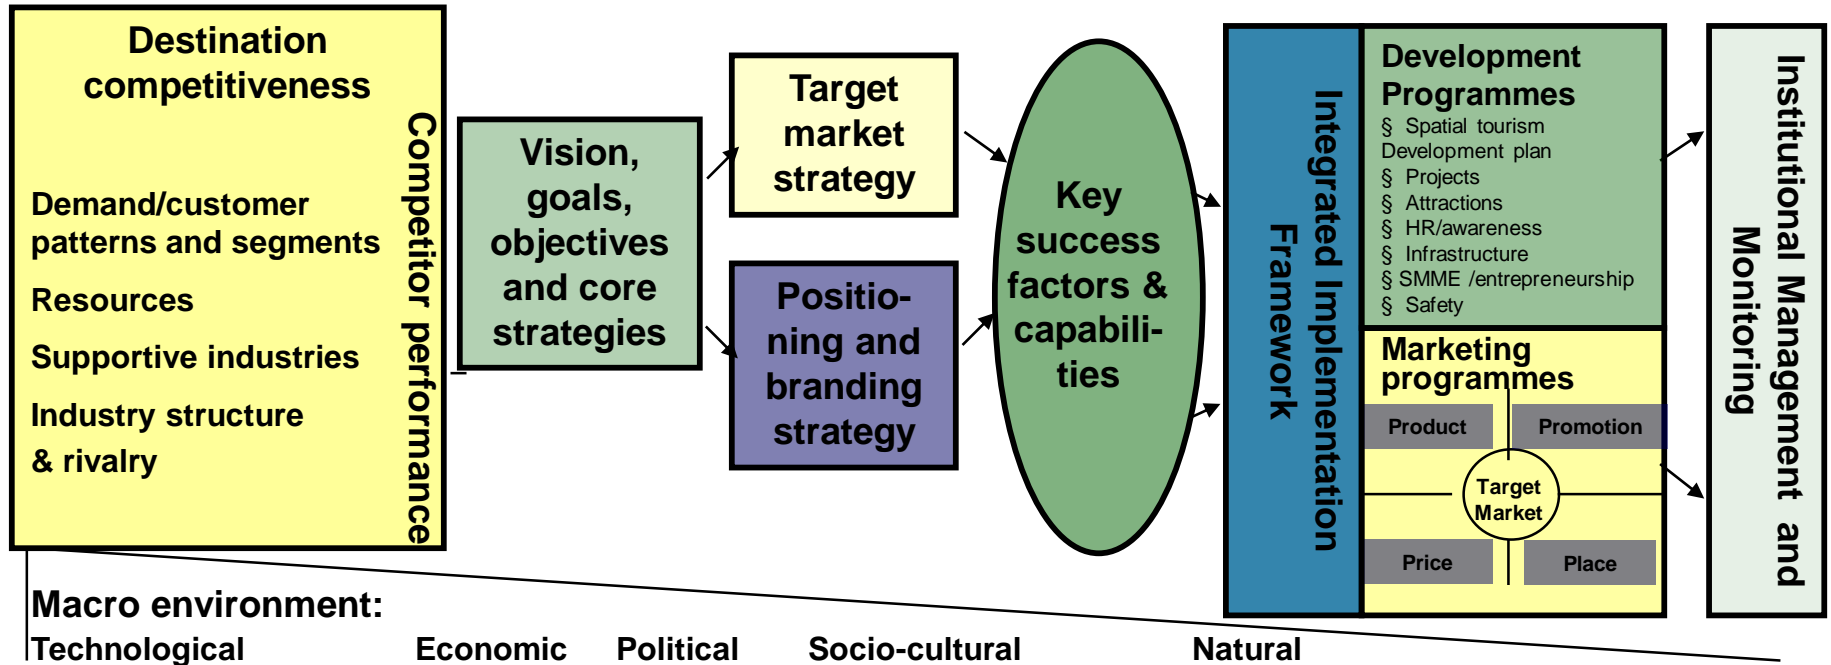 Destination
competitiveness
Demand/customer
patterns and segments
Resources
Supportive industries
Industry structure
& rivalry
Competitor performance
Vision,
goals,
objectives
and core
strategies
Target
market
strategy
Positio-
ning and
branding
strategy
Key
success
factors &
capabili-
ties
Integrated Implementation
Framework
Development
Programmes
§ Spatial tourism
Development plan
§ Projects
§ Attractions
§ HR/awareness
§ Infrastructure
§ SMME /entrepreneurship
§ Safety
Marketing
programmes
Product
Promotion
Target
Market
Price
Place
Institutional Management and
Monitoring
Macro environment:
Technological Economic Political Socio-cultural Natural